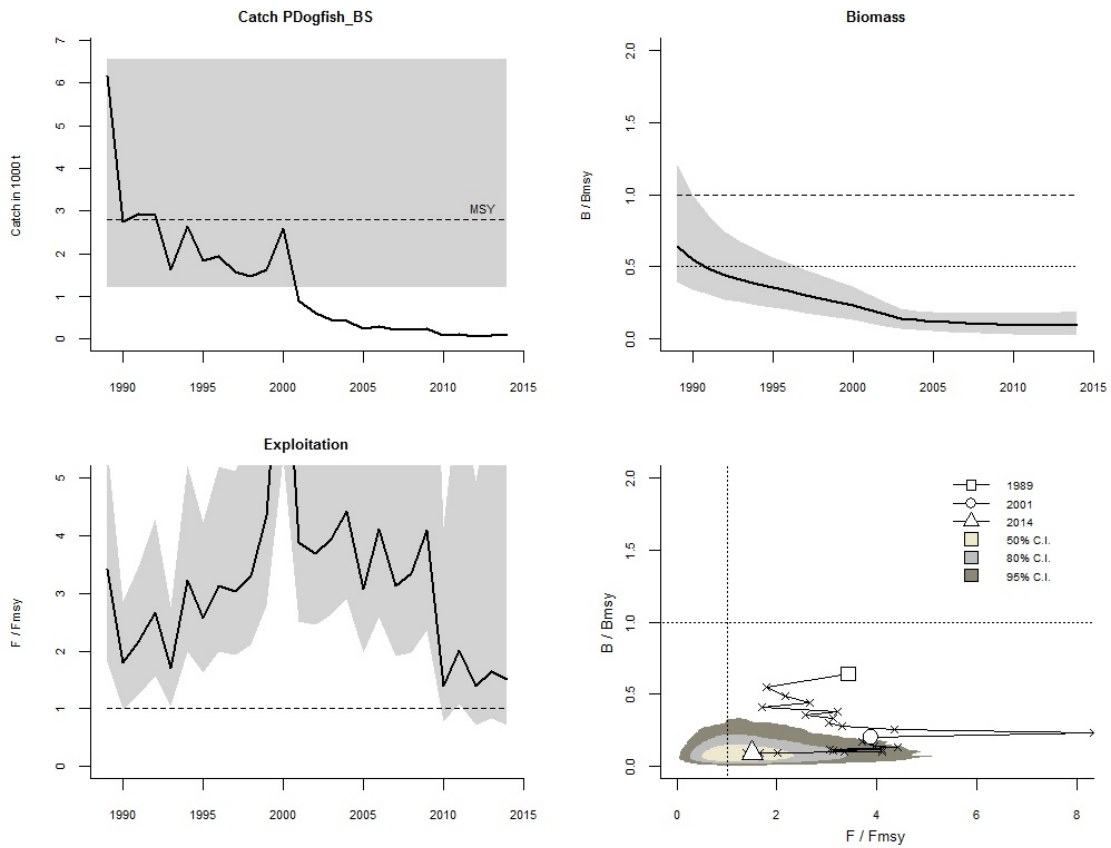 Catch PDogfish_BS
Catch in 1000 t
7
6
5
4
3
2
1
0
MSY
1990 1995 2000 2005 2010 2015
Biomass
B / Bmsy
2.0
1.5
1.0
0.5
0.0
1990 1995 2000 2005 2010 2015
Exploitation
F / Fmsy
5
4
3
2
1
0
1990 1995 2000 2005 2010 2015
B / Bmsy
2.0
1.5
1.0
0.5
0.0
1989
2001
2014
50% C.I.
80% C.I.
95% C.I.
0 2 4 6 8
F / Fmsy